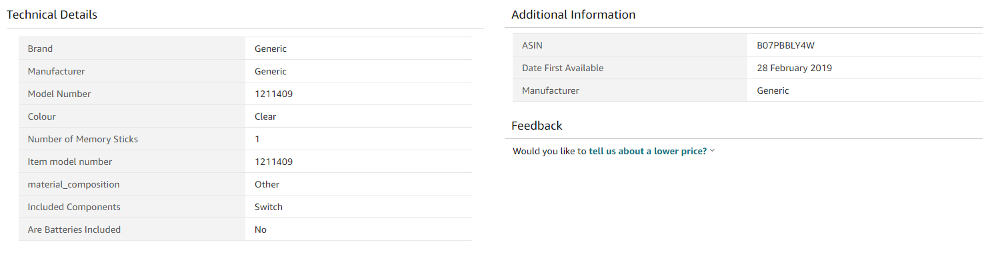 Technical Details
Brand Generic
Manufacturer Generic
Model Number 1211409
Colour Clear
Number of Memory Sticks 1
Item model number 1211409
material_composition Other
Included Components Switch
Are Batteries Included No
Additional Information
ASIN B07PBBLY4W
Date First Available 28 February 2019
Manufacturer Generic
Feedback
Would you like to tell us about a lower price?